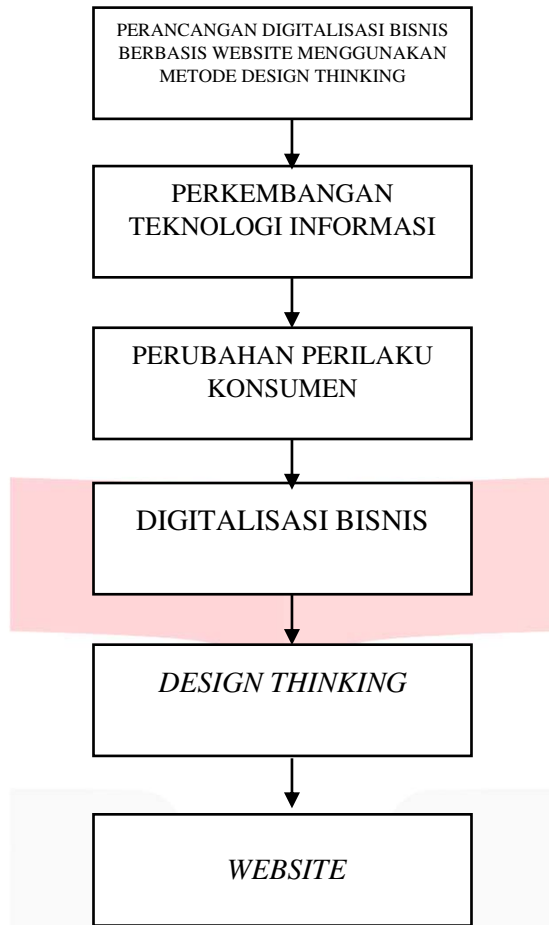 PERANCANGAN DIGITALISASI BISNIS
BERBASIS WEBSITE MENGGUNAKAN
METODE DESIGN THINKING
PERKEMBANGAN
TEKNOLOGI INFORMASI
PERUBAHAN PERILAKU
KONSUMEN
DIGITALISASI BISNIS
DESIGN THINKING
WEBSITE